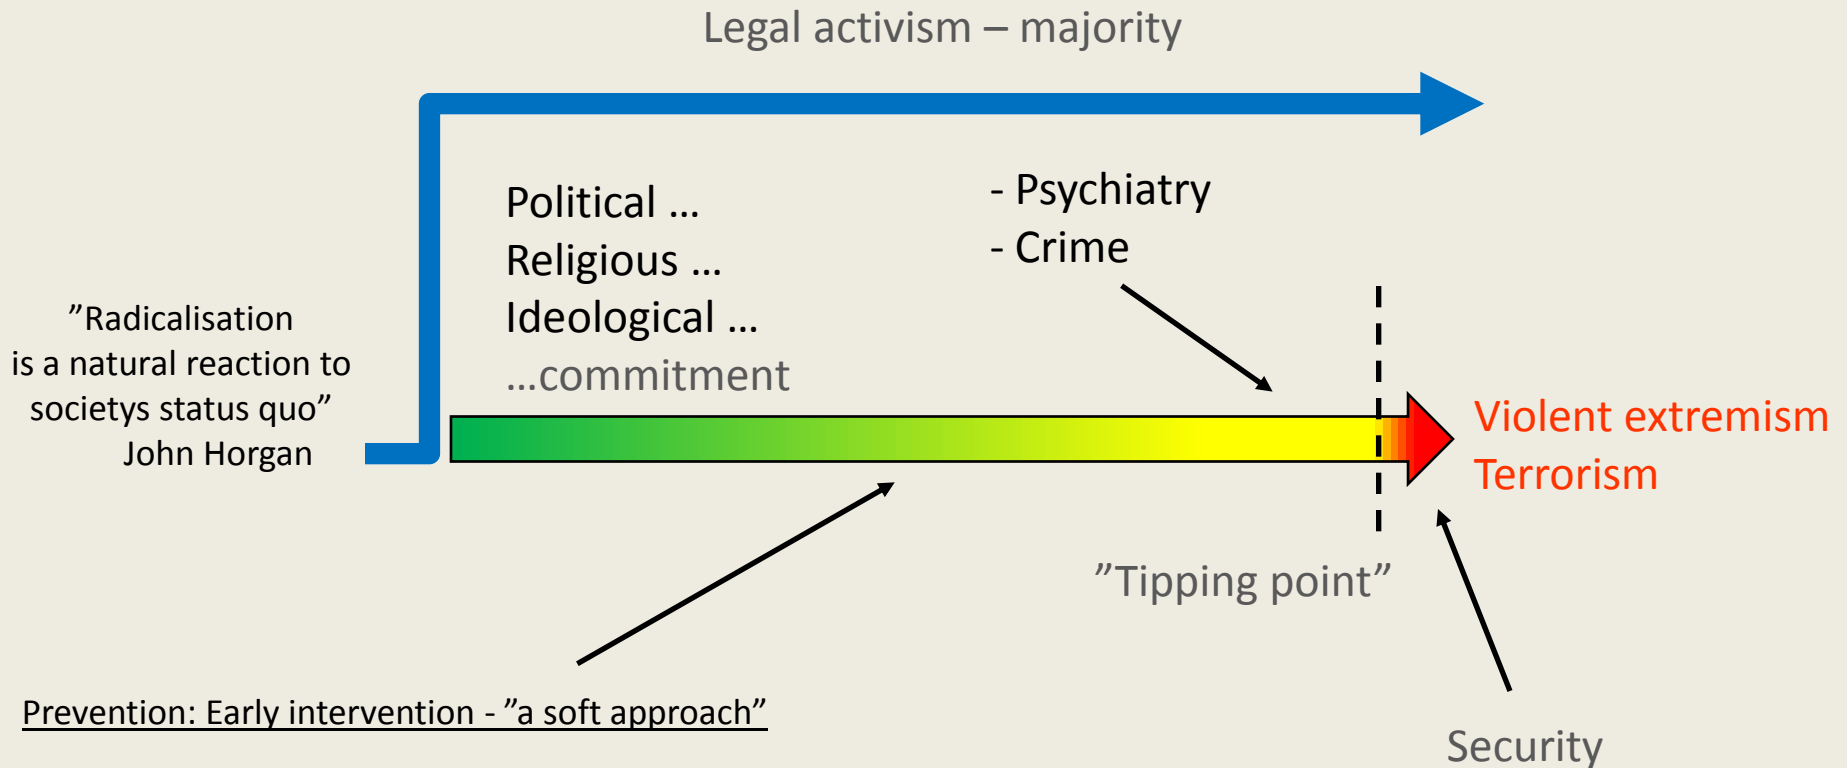 Legal activism – majority
Political ...
Religious ...
Ideological ...
...commitment
- Psychiatry
- Crime
”Radicalisation
is a natural reaction to
societys status quo”
John Horgan
Violent extremism
Terrorism
”Tipping point”
Prevention: Early intervention - ”a soft approach”
Security